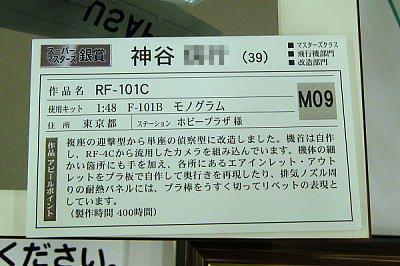 USAF
スーパーマスターズ 銀賞
神谷 (39)
■マスターズクラス
■飛行機部門
■改造部門
作品名 RF-101C
使用キット 1:48 F-101B モノグラム
M09
住所 東京都 ステーション ホビープラザ 様
作品アピールポイント
複座の迎撃型から単座の偵察型に改造しました。機首は自作
し、RF-4Cから流用したカメラを組み込んでいます。機体の細
かい箇所にも手を加え、各所にあるエアインレット・アウト
レットをプラ板で自作して奥行きを再現したり、排気ノズル周
りの耐熱パネルには、プラ棒をうすく切ってリベットの表現と
しています。
(製作時間 400時間)
ください。